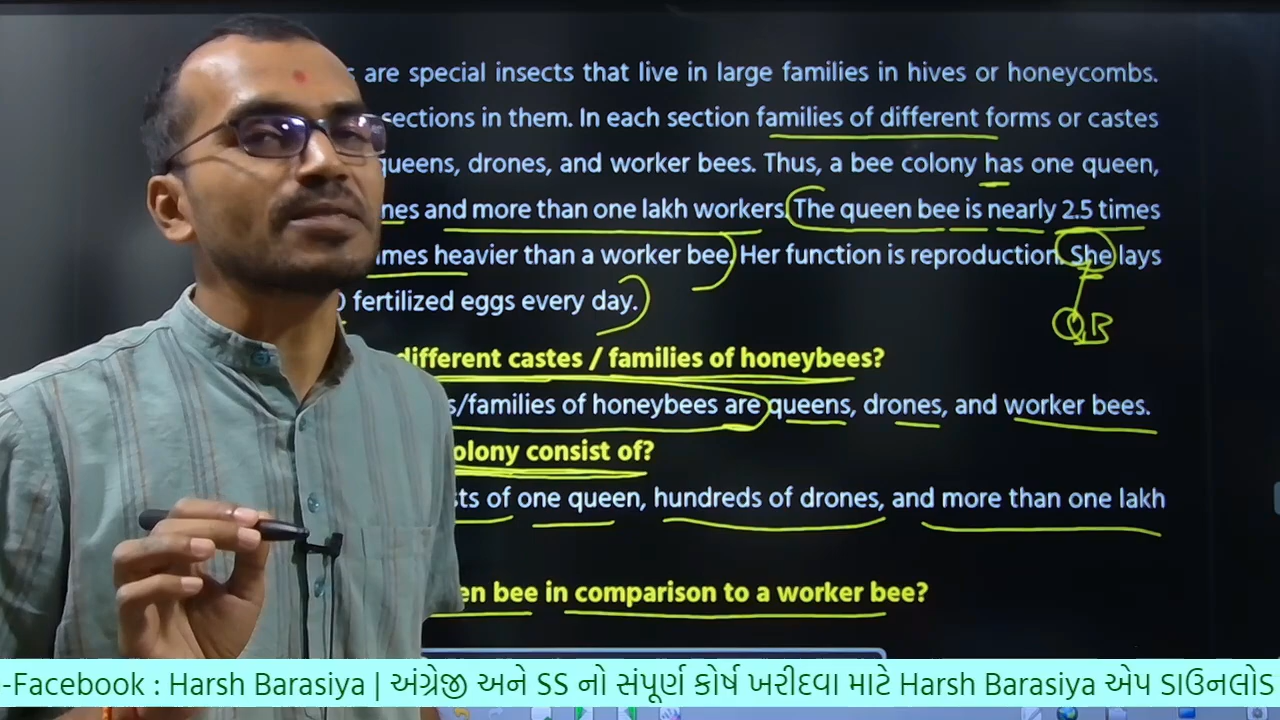 are special insects that live in large families in hives or honeycombs.
sections in them. In each section families of different forms or castes
queens, drones, and worker bees. Thus, a bee colony has one queen,
and more than one lakh workers. The queen bee is nearly 2.5 times
heavier than a worker bee. Her function is reproduction. She lays
fertilized eggs every day.
QB
different castes / families of honeybees?
s/families of honeybees are queens, drones, and worker bees.
olony consist of?
sts of one queen, hundreds of drones, and more than one lakh
en bee in comparison to a worker bee?
-Facebook : Harsh Barasiya | અંગ્રેજી અને SS નો સંપૂર્ણ કોર્ષ ખરીદવા માટે Harsh Barasiya એપ ડાઉનલોડ